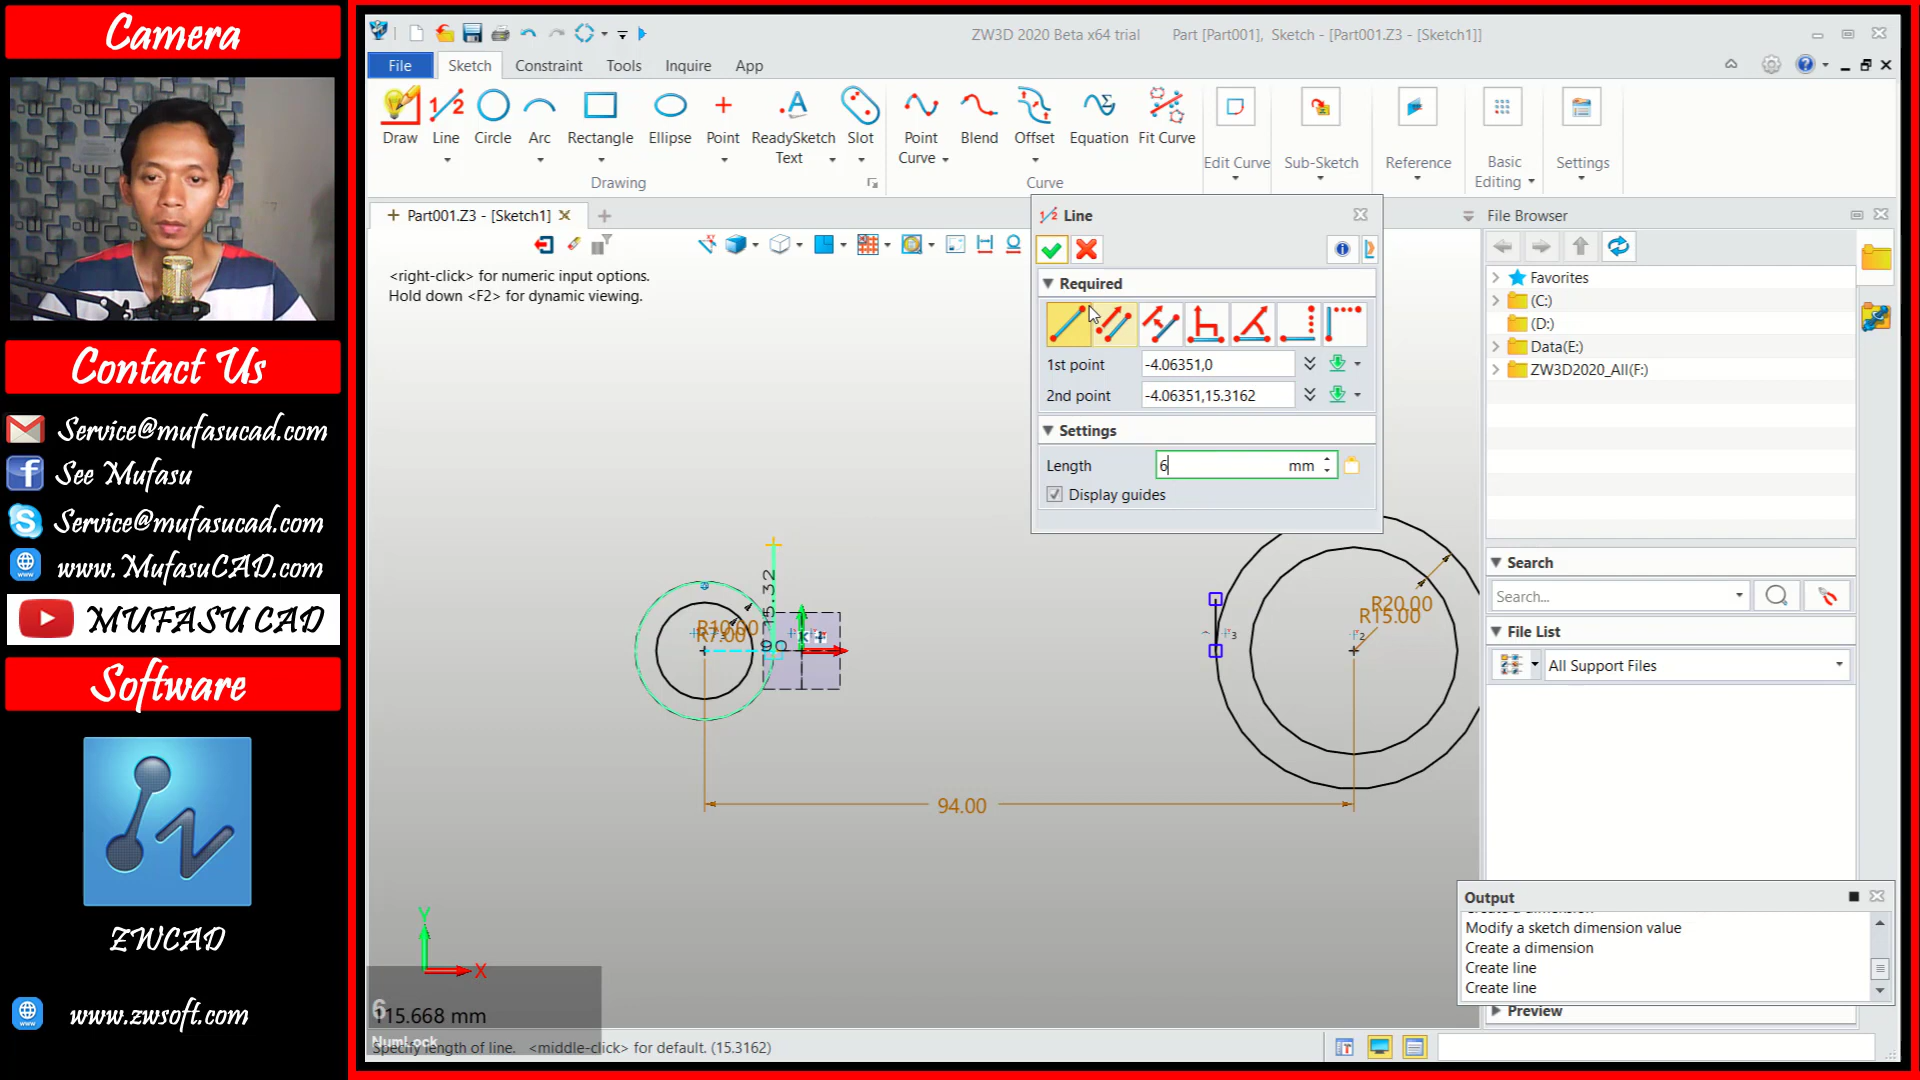 Camera
Contact Us
Service@mufasucad.com
See Mufasu
Service@mufasucad.com
www.MufasuCAD.com
MUFASU CAD
Software
ZWCAD
www.zwsoft.com
ZW3D 2020 Beta x64 trial
Part [Part001], Sketch - [Part001.Z3 - [Sketch1]]
File
Sketch
Constraint
Tools
Inquire
App
Draw
Line
Circle
Arc
Rectangle
Ellipse
Point
ReadySketch Text
Slot
Point Curve
Blend
Offset
Equation
Fit Curve
Edit Curve
Sub-Sketch
Reference
Basic Editing
Settings
Drawing
Curve
Part001.Z3 - [Sketch1]
<right-click> for numeric input options.
Hold down <F2> for dynamic viewing.
Line
Required
1st point -4.06351,0
2nd point -4.06351,15.3162
Settings
Length 6 mm
Display guides
15.32
90
R10.00
R7.00
R20.00
R15.00
94.00
Y
X
6
115.668 mm
NumLock
Specify length of line. <middle-click> for default. (15.3162)
File Browser
Favorites
(C:)
(D:)
Data(E:)
ZW3D2020_All(F:)
Search
Search...
File List
All Support Files
Output
Modify a sketch dimension value
Create a dimension
Create line
Create line
Preview